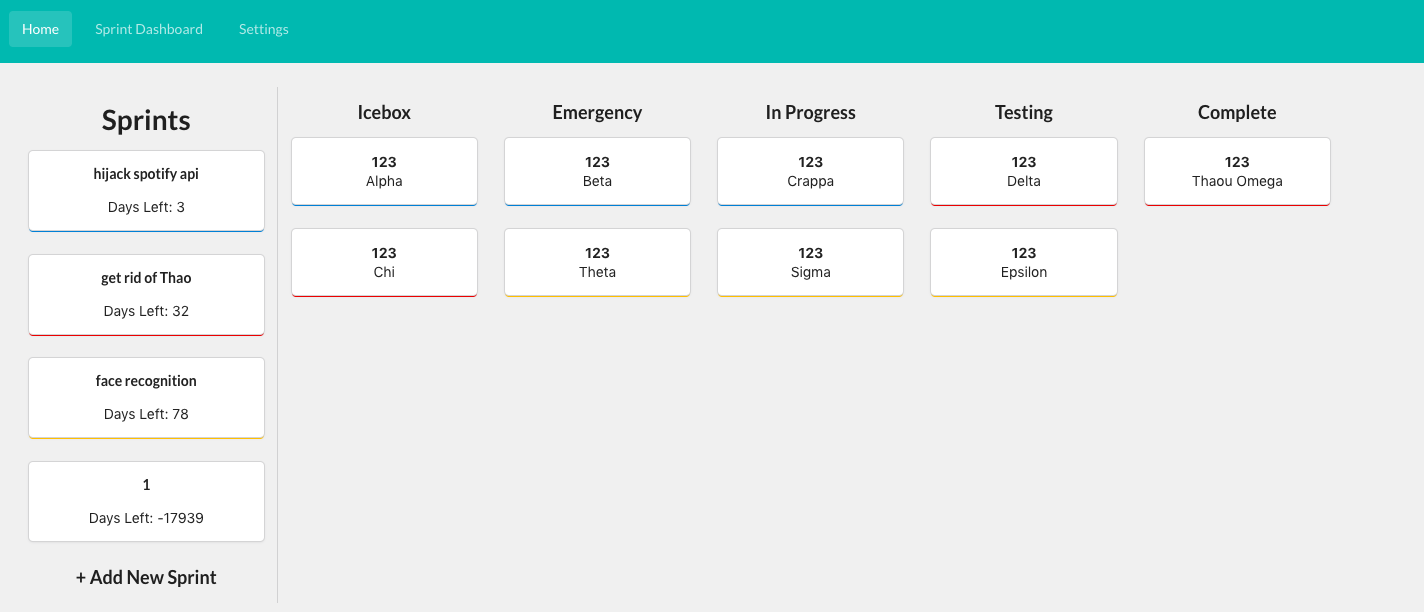 Home
Sprint Dashboard
Settings
Sprints
hijack spotify api
Days Left: 3
get rid of Thao
Days Left: 32
face recognition
Days Left: 78
1
Days Left: -17939
+ Add New Sprint
Icebox
123
Alpha
123
Chi
Emergency
123
Beta
123
Theta
In Progress
123
Crappa
123
Sigma
Testing
123
Delta
123
Epsilon
Complete
123
Thaou Omega